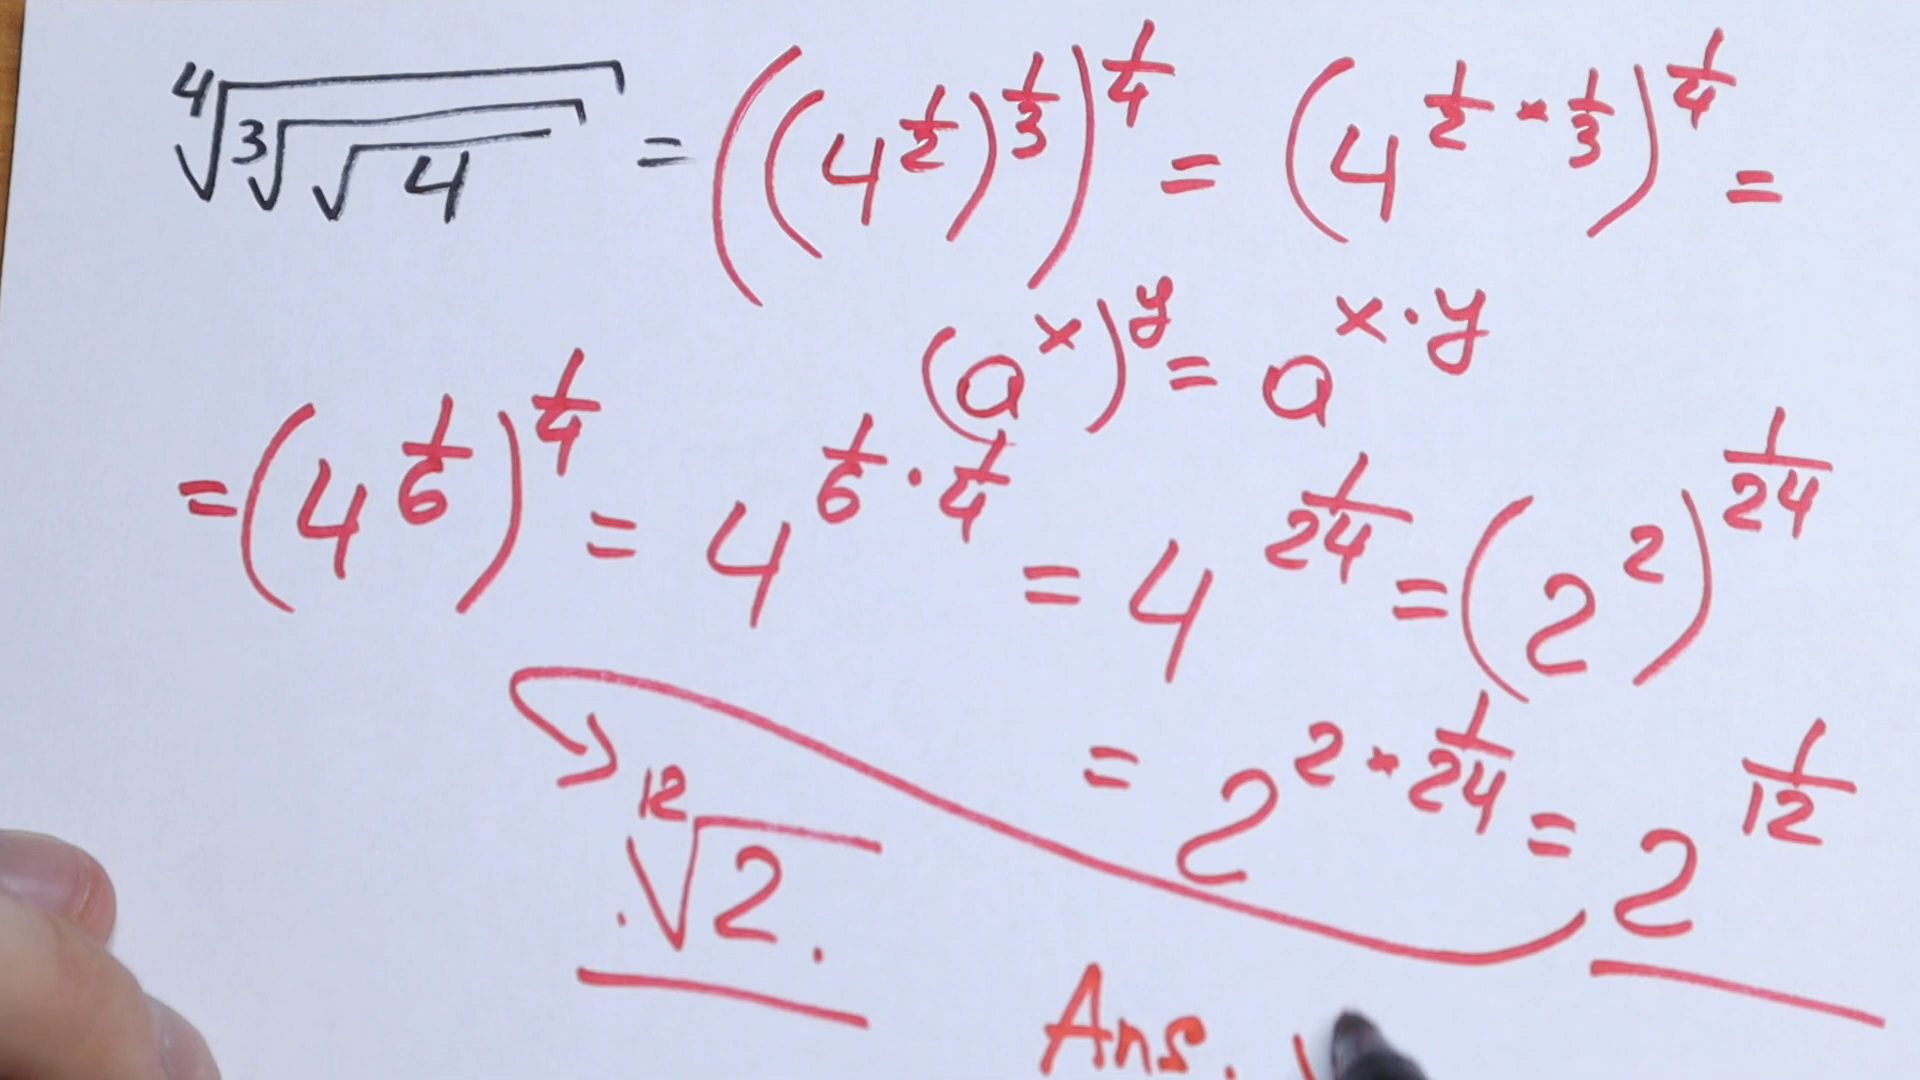 ⁴√(³√(√4)) = ((4^(1/2))^(1/3))^(1/4) = (4^(1/2 × 1/3))^(1/4) =
(a^x)^y = a^(x·y)
= (4^(1/6))^(1/4) = 4^(1/6 · 1/4) = 4^(1/24) = (2^2)^(1/24)
= 2^(2 × 1/24) = 2^(1/12)
¹²√2.
Ans.